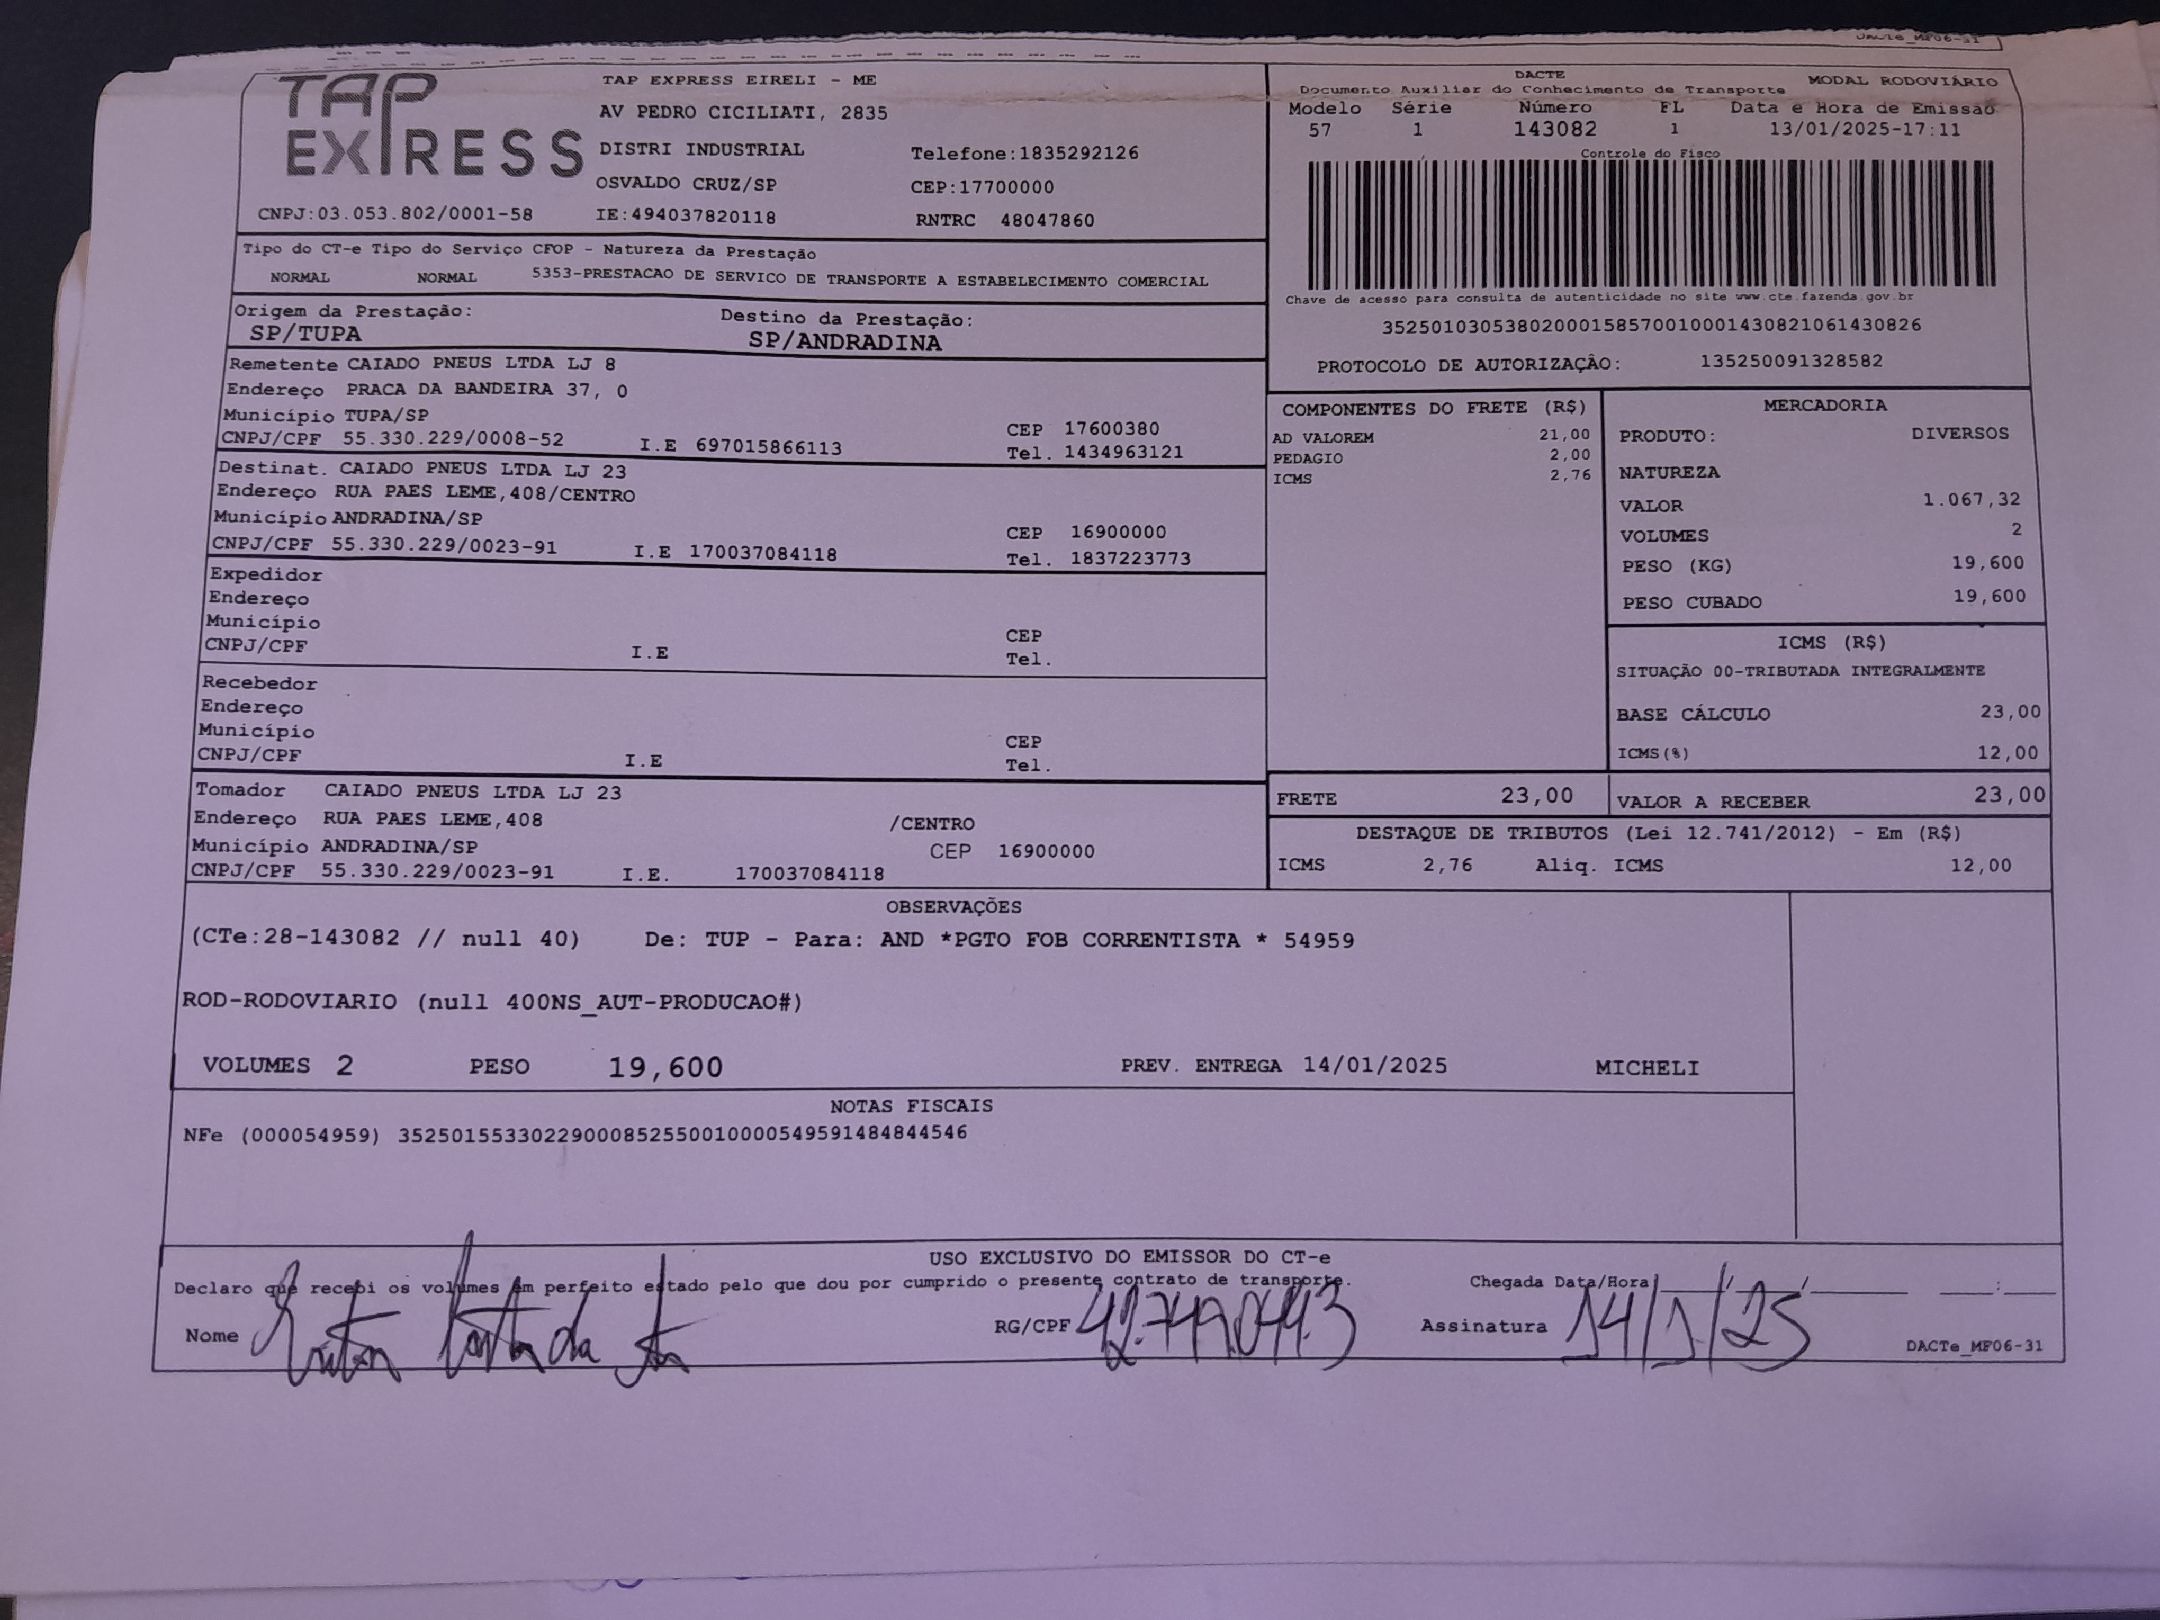 DACTe_MF06-31
TAP
EXPRESS
TAP EXPRESS EIRELI - ME
AV PEDRO CICILIATI, 2835
DISTRI INDUSTRIAL Telefone:1835292126
OSVALDO CRUZ/SP CEP:17700000
CNPJ:03.053.802/0001-58 IE:494037820118 RNTRC 48047860
DACTE MODAL RODOVIÁRIO
Documento Auxiliar do Conhecimento de Transporte
Modelo Série Número FL Data e Hora de Emissão
57 1 143082 1 13/01/2025-17:11
Controle do Fisco
Chave de acesso para consulta de autenticidade no site www.cte.fazenda.gov.br
35250103053802000158570010001430821061430826
PROTOCOLO DE AUTORIZAÇÃO: 135250091328582
Tipo do CT-e Tipo do Serviço CFOP - Natureza da Prestação
NORMAL NORMAL 5353-PRESTACAO DE SERVICO DE TRANSPORTE A ESTABELECIMENTO COMERCIAL
Origem da Prestação: Destino da Prestação:
SP/TUPA SP/ANDRADINA
Remetente CAIADO PNEUS LTDA LJ 8
Endereço PRACA DA BANDEIRA 37, 0
Município TUPA/SP CEP 17600380
CNPJ/CPF 55.330.229/0008-52 I.E 697015866113 Tel. 1434963121
Destinat. CAIADO PNEUS LTDA LJ 23
Endereço RUA PAES LEME,408/CENTRO
Município ANDRADINA/SP CEP 16900000
CNPJ/CPF 55.330.229/0023-91 I.E 170037084118 Tel. 1837223773
Expedidor
Endereço
Município CEP
CNPJ/CPF I.E Tel.
Recebedor
Endereço
Município CEP
CNPJ/CPF I.E Tel.
Tomador CAIADO PNEUS LTDA LJ 23
Endereço RUA PAES LEME,408 /CENTRO
Município ANDRADINA/SP CEP 16900000
CNPJ/CPF 55.330.229/0023-91 I.E. 170037084118
COMPONENTES DO FRETE (R$)
AD VALOREM 21,00
PEDAGIO 2,00
ICMS 2,76
MERCADORIA
PRODUTO: DIVERSOS
NATUREZA
VALOR 1.067,32
VOLUMES 2
PESO (KG) 19,600
PESO CUBADO 19,600
ICMS (R$)
SITUAÇÃO 00-TRIBUTADA INTEGRALMENTE
BASE CÁLCULO 23,00
ICMS(%) 12,00
FRETE 23,00 VALOR A RECEBER 23,00
DESTAQUE DE TRIBUTOS (Lei 12.741/2012) - Em (R$)
ICMS 2,76 Aliq. ICMS 12,00
OBSERVAÇÕES
(CTe:28-143082 // null 40) De: TUP - Para: AND *PGTO FOB CORRENTISTA * 54959
ROD-RODOVIARIO (null 400NS_AUT-PRODUCAO#)
VOLUMES 2 PESO 19,600 PREV. ENTREGA 14/01/2025 MICHELI
NOTAS FISCAIS
NFe (000054959) 35250155330229000852550010000549591484844546
USO EXCLUSIVO DO EMISSOR DO CT-e
Declaro que recebi os volumes em perfeito estado pelo que dou por cumprido o presente contrato de transporte. Chegada Data/Hora
Nome RG/CPF Assinatura 14/1/25
DACTe_MF06-31